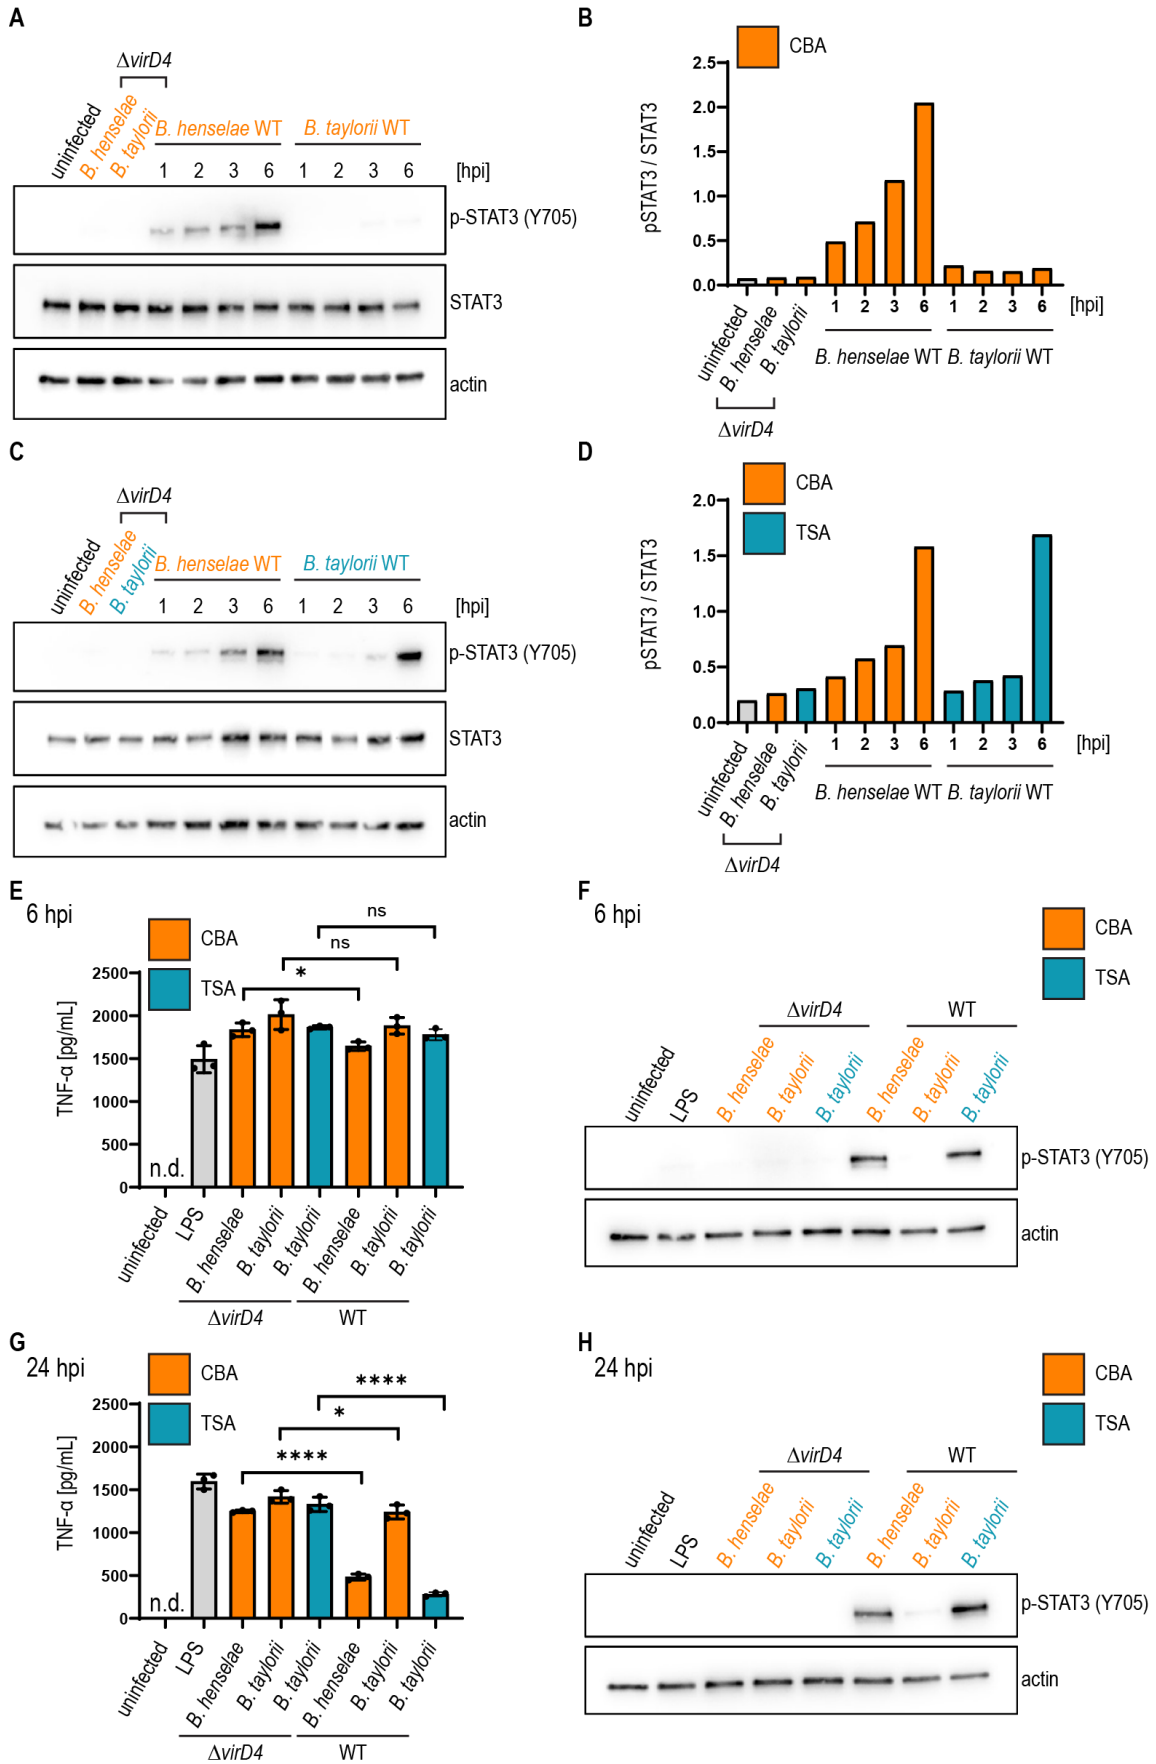 A
ΔvirD4
uninfected
B. henselae
B. taylorii
B. henselae WT
B. taylorii WT
1 2 3 6 1 2 3 6 [hpi]
p-STAT3 (Y705)
STAT3
actin
B
CBA
pSTAT3 / STAT3
2.5
2.0
1.5
1.0
0.5
0.0
1 2 3 6 1 2 3 6 [hpi]
uninfected
B. henselae
B. taylorii
B. henselae WT B. taylorii WT
ΔvirD4
C
ΔvirD4
uninfected
B. henselae
B. taylorii
B. henselae WT
B. taylorii WT
1 2 3 6 1 2 3 6 [hpi]
p-STAT3 (Y705)
STAT3
actin
D
CBA
TSA
pSTAT3 / STAT3
2.0
1.5
1.0
0.5
0.0
1 2 3 6 1 2 3 6 [hpi]
uninfected
B. henselae
B. taylorii
B. henselae WT B. taylorii WT
ΔvirD4
E
6 hpi
CBA
TSA
ns
ns
*
TNF-α [pg/mL]
2500
2000
1500
1000
500
0
n.d.
uninfected
LPS
B. henselae
B. taylorii
B. taylorii
B. henselae
B. taylorii
B. taylorii
ΔvirD4
WT
F
6 hpi
CBA
TSA
ΔvirD4
WT
uninfected
LPS
B. henselae
B. taylorii
B. taylorii
B. henselae
B. taylorii
B. taylorii
p-STAT3 (Y705)
actin
G
24 hpi
CBA
TSA
****
*
****
TNF-α [pg/mL]
2500
2000
1500
1000
500
0
n.d.
uninfected
LPS
B. henselae
B. taylorii
B. taylorii
B. henselae
B. taylorii
B. taylorii
ΔvirD4
WT
H
24 hpi
CBA
TSA
ΔvirD4
WT
uninfected
LPS
B. henselae
B. taylorii
B. taylorii
B. henselae
B. taylorii
B. taylorii
p-STAT3 (Y705)
actin